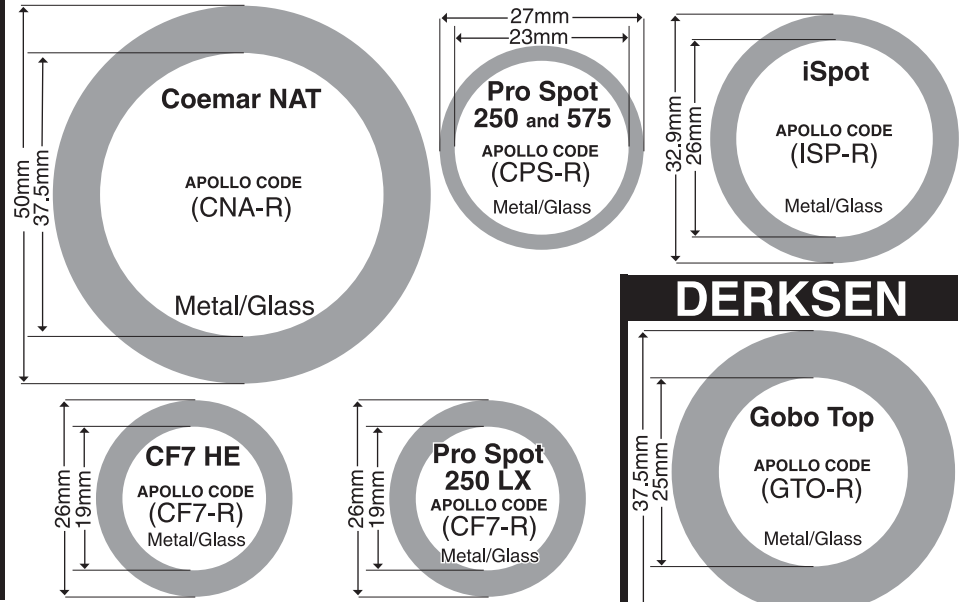 50mm
37.5mm
Coemar NAT
APOLLO CODE
(CNA-R)
Metal/Glass
27mm
23mm
Pro Spot
250 and 575
APOLLO CODE
(CPS-R)
Metal/Glass
32.9mm
26mm
iSpot
APOLLO CODE
(ISP-R)
Metal/Glass
26mm
19mm
CF7 HE
APOLLO CODE
(CF7-R)
Metal/Glass
26mm
19mm
Pro Spot
250 LX
APOLLO CODE
(CF7-R)
Metal/Glass
DERKSEN
37.5mm
25mm
Gobo Top
APOLLO CODE
(GTO-R)
Metal/Glass